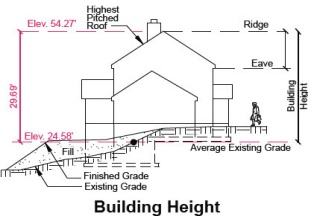 Highest
Pitched
Roof
Elev. 54.27'
Ridge
Eave
29.69'
Building
Height
Elev. 24.58'
Fill
Average Existing Grade
Finished Grade
Existing Grade
Building Height